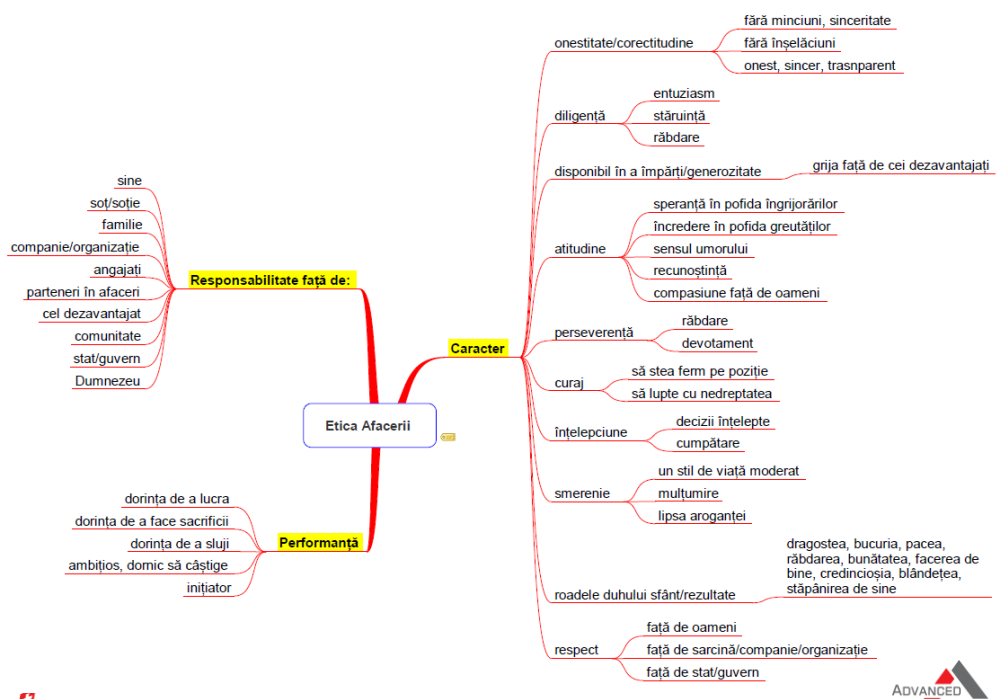 Etica Afacerii
Responsabilitate față de:
sine
soț/soție
familie
companie/organizație
angajați
parteneri în afaceri
cel dezavantajat
comunitate
stat/guvern
Dumnezeu
Performanță
dorința de a lucra
dorința de a face sacrificii
dorința de a sluji
ambițios, dornic să câștige
inițiator
Caracter
onestitate/corectitudine
fără minciuni, sinceritate
fără înșelăciuni
onest, sincer, trasnparent
diligență
entuziasm
stăruință
răbdare
disponibil în a împărți/generozitate
grija față de cei dezavantajați
atitudine
speranță în pofida îngrijorărilor
încredere în pofida greutăților
sensul umorului
recunoștință
compasiune față de oameni
perseverență
răbdare
devotament
curaj
să stea ferm pe poziție
să lupte cu nedreptatea
înțelepciune
decizii înțelepte
cumpătare
smerenie
un stil de viață moderat
mulțumire
lipsa aroganței
roadele duhului sfânt/rezultate
dragostea, bucuria, pacea,
răbdarea, bunătatea, facerea de
bine, credincioșia, blândețea,
stăpânirea de sine
respect
față de oameni
față de sarcină/companie/organizație
față de stat/guvern
ADVANCED